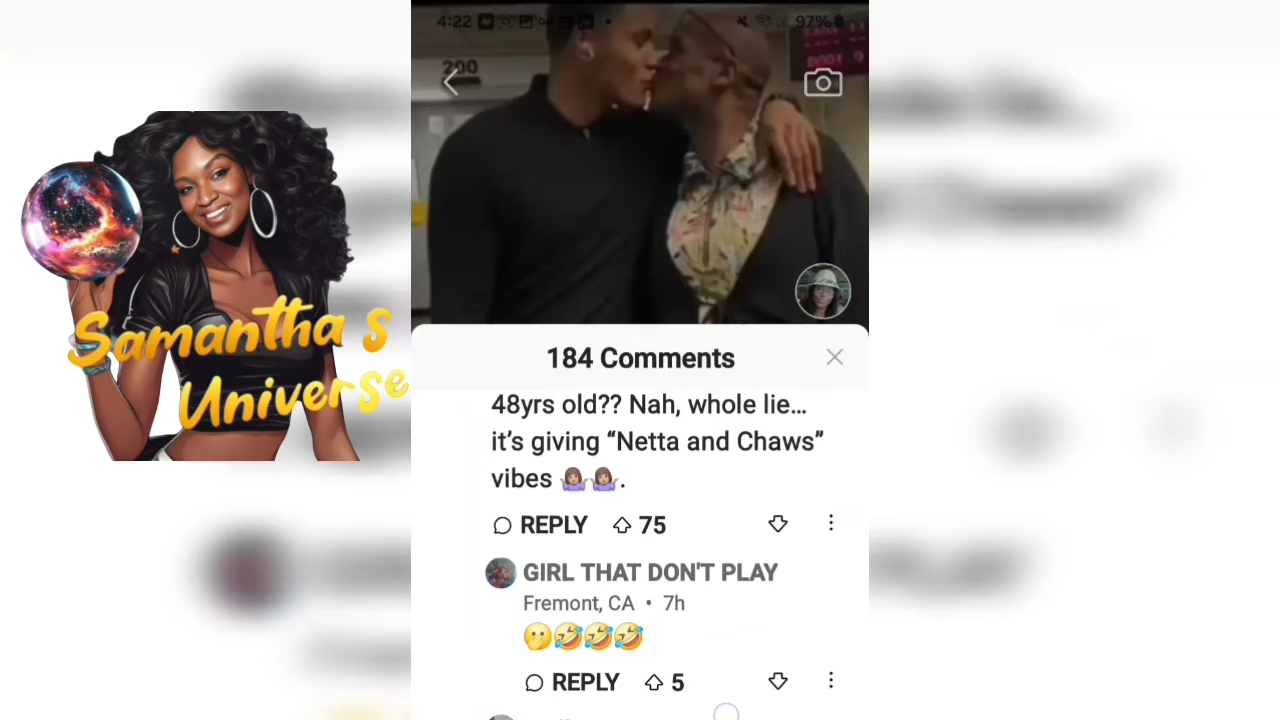 4:22
97%
200
Samantha s
Universe
184 Comments
48yrs old?? Nah, whole lie…
it’s giving “Netta and Chaws”
vibes 🤷🏽‍♀️🤷🏽‍♀️.
REPLY 75
GIRL THAT DON'T PLAY
Fremont, CA • 7h
🤭🤣🤣🤣
REPLY 5